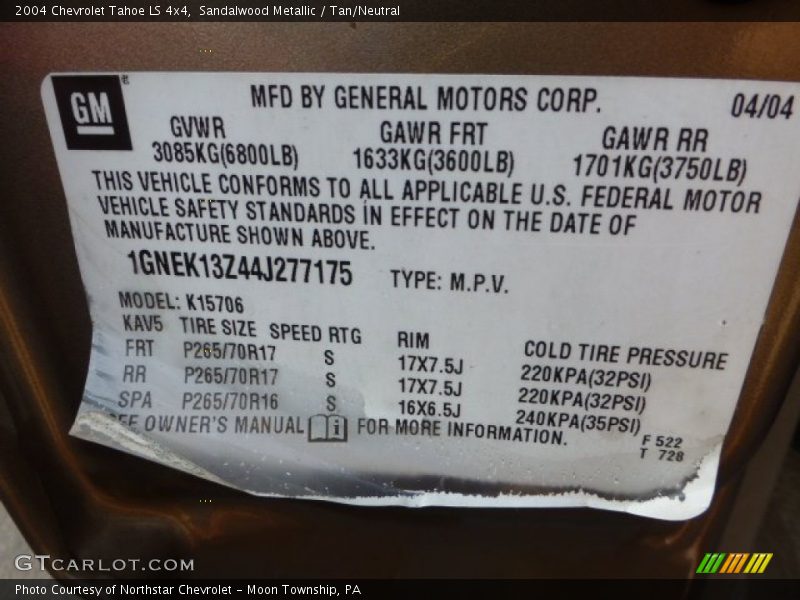 2004 Chevrolet Tahoe LS 4x4, Sandalwood Metallic / Tan/Neutral
GM
MFD BY GENERAL MOTORS CORP. 04/04
GVWR GAWR FRT GAWR RR
3085KG(6800LB) 1633KG(3600LB) 1701KG(3750LB)
THIS VEHICLE CONFORMS TO ALL APPLICABLE U.S. FEDERAL MOTOR
VEHICLE SAFETY STANDARDS IN EFFECT ON THE DATE OF
MANUFACTURE SHOWN ABOVE.
1GNEK13Z44J277175 TYPE: M.P.V.
MODEL: K15706
KAV5 TIRE SIZE SPEED RTG RIM COLD TIRE PRESSURE
FRT P265/70R17 S 17X7.5J 220KPA(32PSI)
RR P265/70R17 S 17X7.5J 220KPA(32PSI)
SPA P265/70R16 S 16X6.5J 240KPA(35PSI)
OWNER'S MANUAL i FOR MORE INFORMATION.
F 522
T 728
GTCARLOT.COM
Photo Courtesy of Northstar Chevrolet - Moon Township, PA